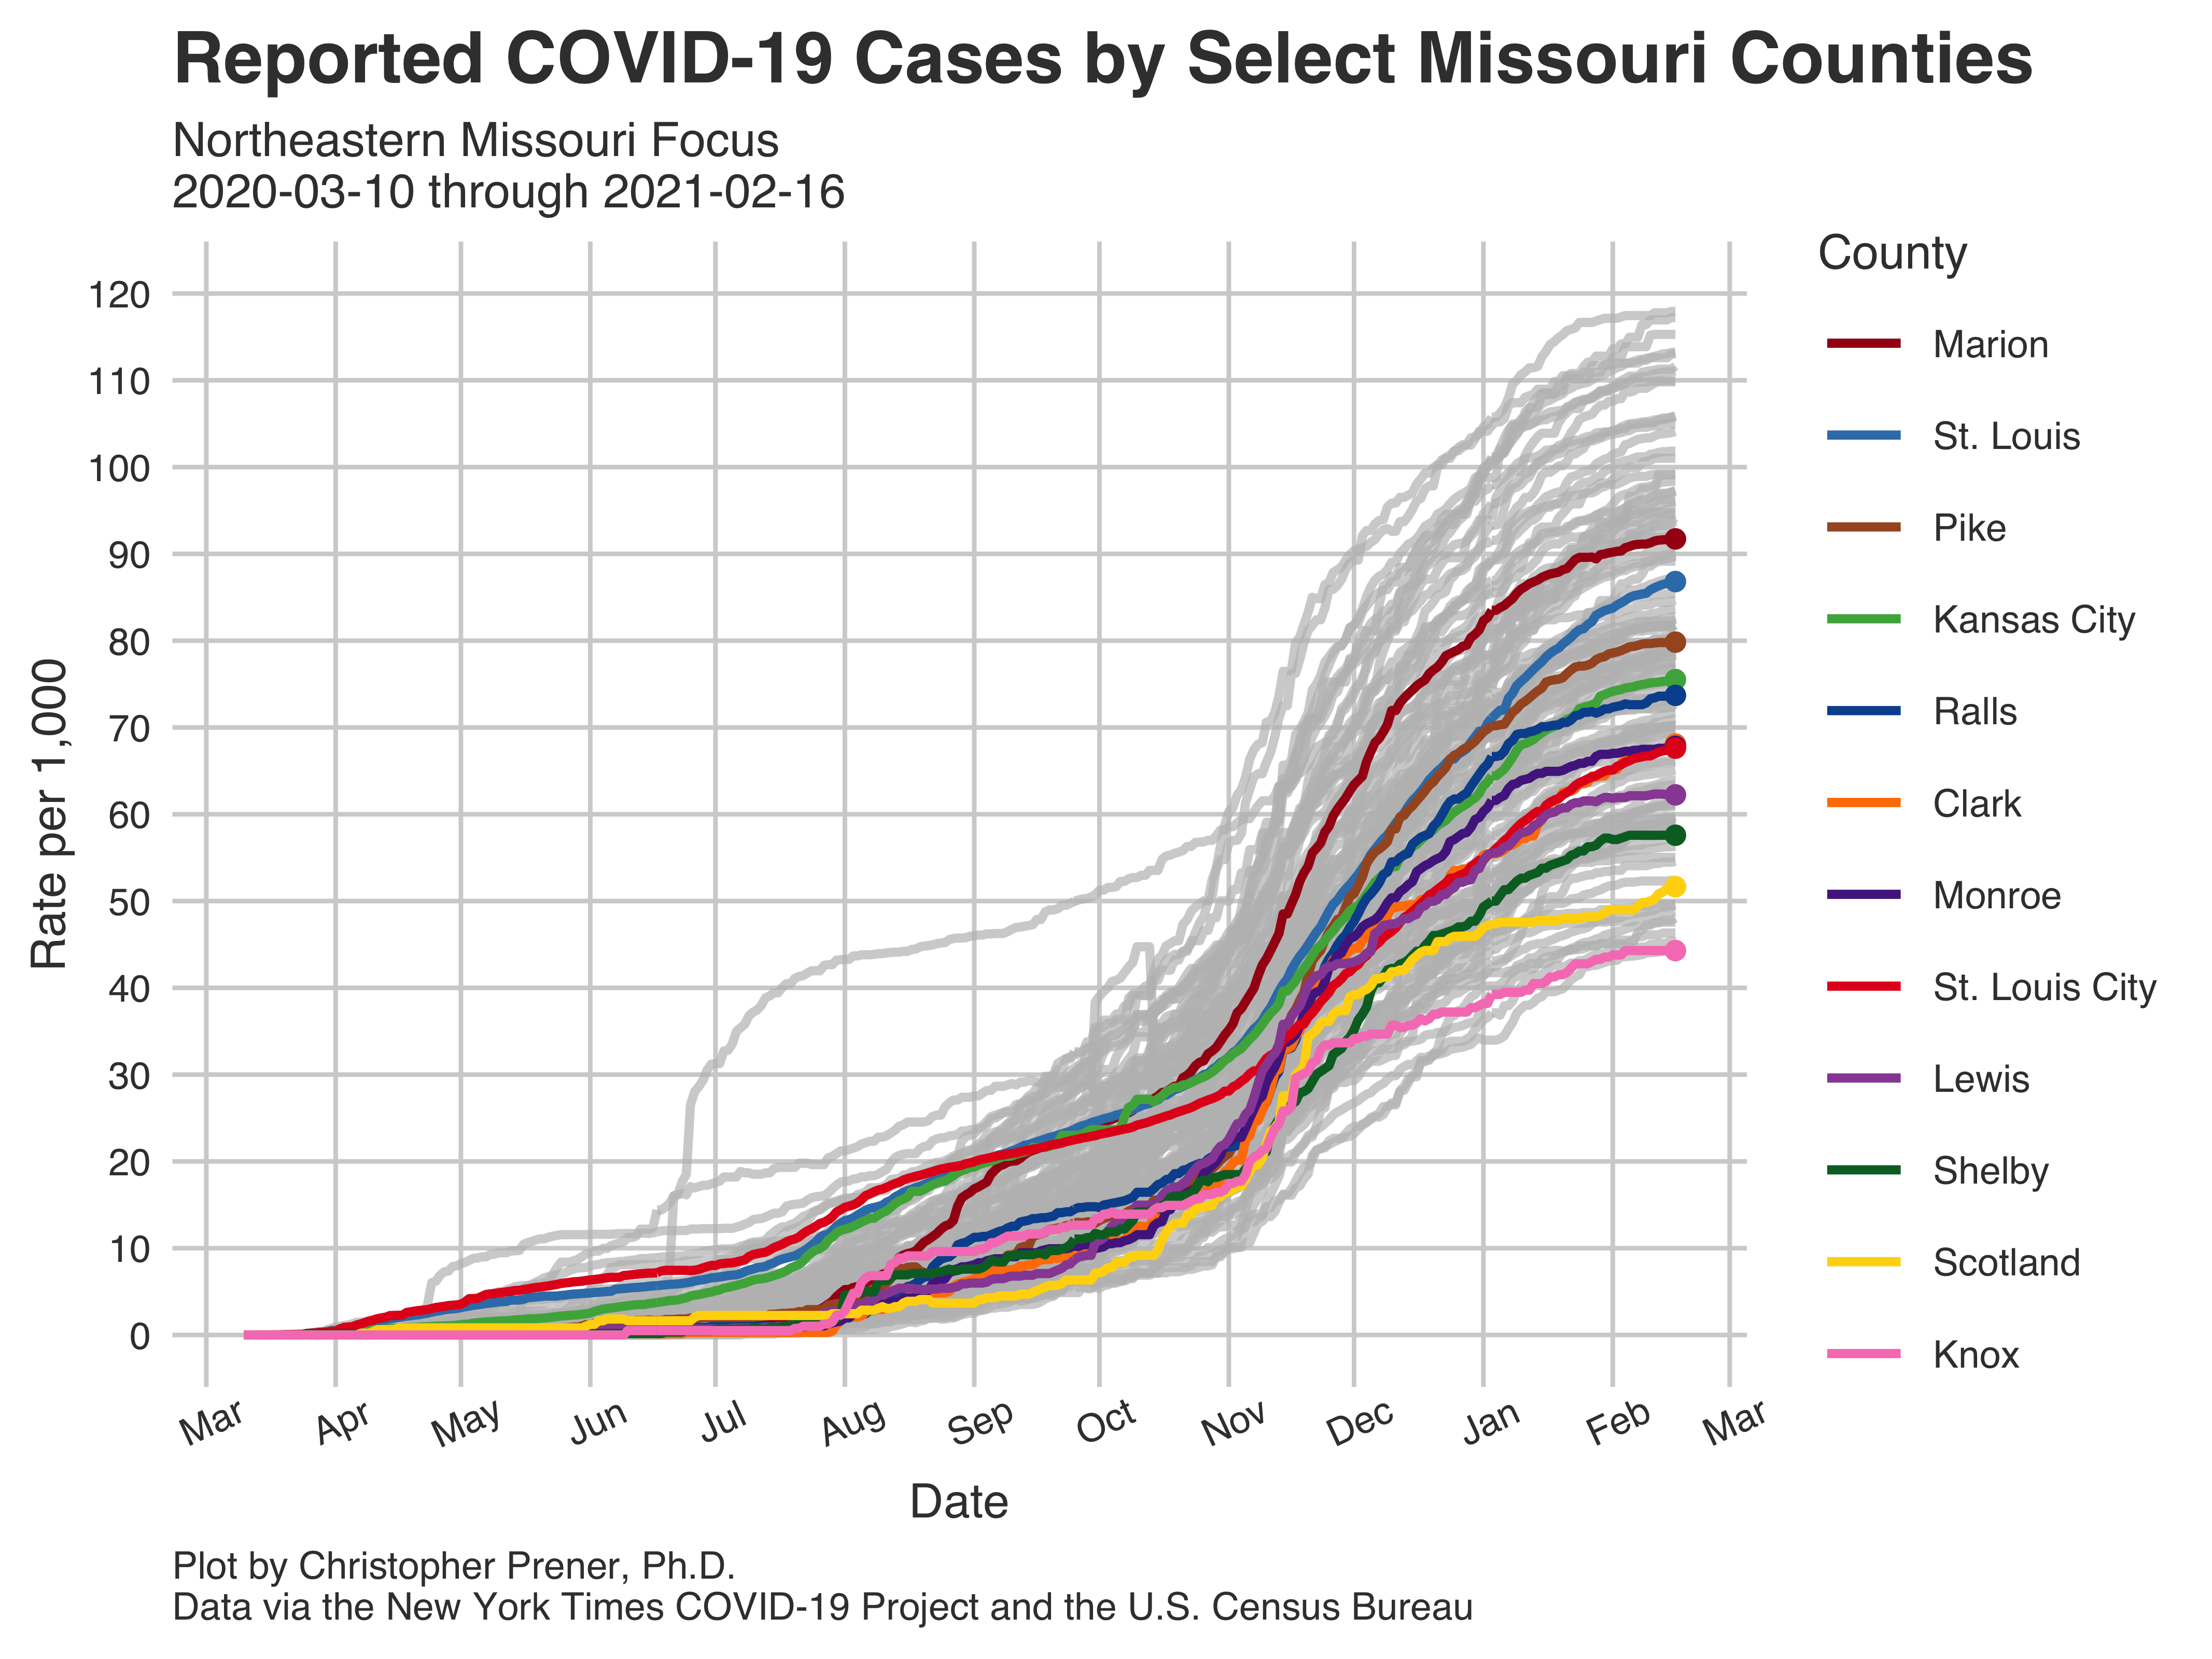 Reported COVID-19 Cases by Select Missouri Counties
Northeastern Missouri Focus
2020-03-10 through 2021-02-16
County
Marion
St. Louis
Pike
Kansas City
Ralls
Clark
Monroe
St. Louis City
Lewis
Shelby
Scotland
Knox
Rate per 1,000
120
110
100
90
80
70
60
50
40
30
20
10
0
Mar
Apr
May
Jun
Jul
Aug
Sep
Oct
Nov
Dec
Jan
Feb
Mar
Date
Plot by Christopher Prener, Ph.D.
Data via the New York Times COVID-19 Project and the U.S. Census Bureau